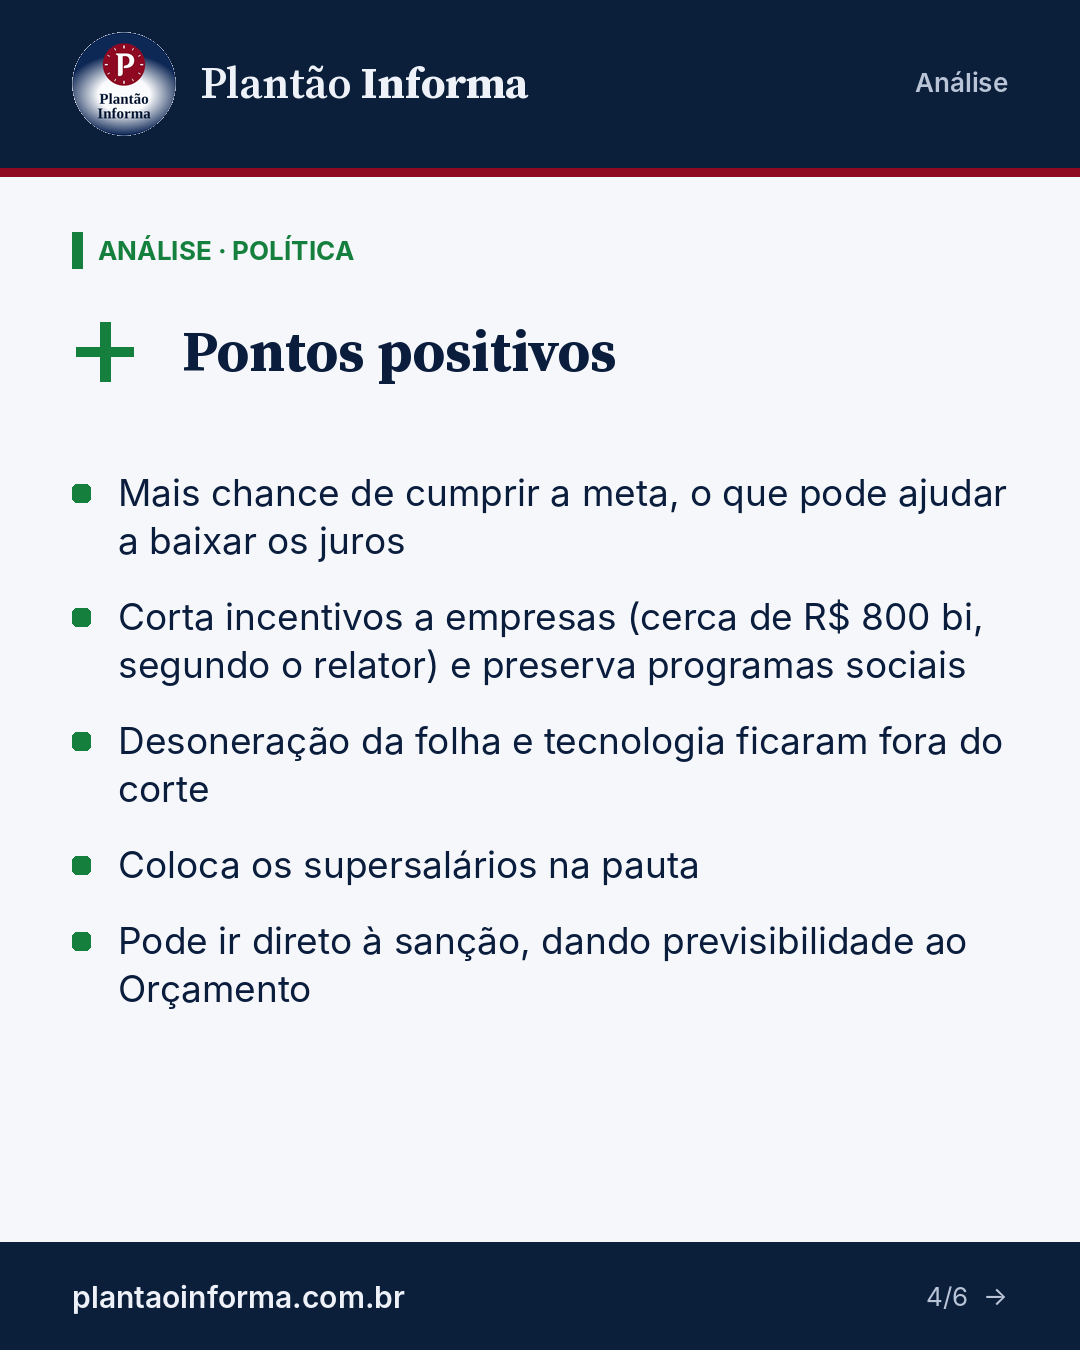 P
Plantão
Informa
Plantão Informa
Análise
ANÁLISE · POLÍTICA
+ Pontos positivos
Mais chance de cumprir a meta, o que pode ajudar
a baixar os juros
Corta incentivos a empresas (cerca de R$ 800 bi,
segundo o relator) e preserva programas sociais
Desoneração da folha e tecnologia ficaram fora do
corte
Coloca os supersalários na pauta
Pode ir direto à sanção, dando previsibilidade ao
Orçamento
plantaoinforma.com.br
4/6 →